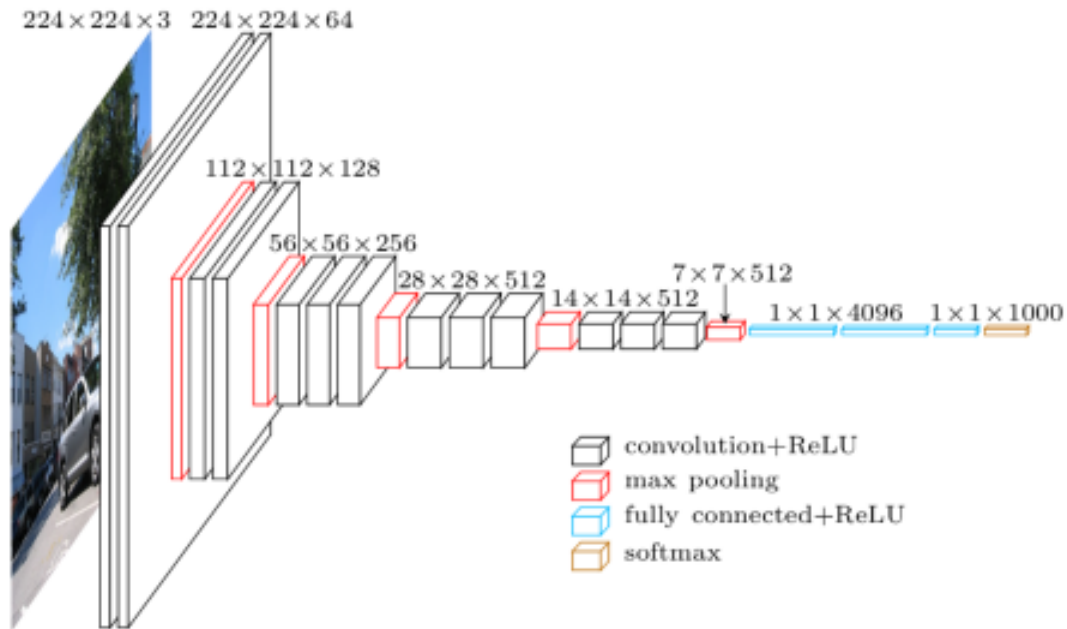 224×224×3 224×224×64
112×112×128
56×56×256
28×28×512
14×14×512
7×7×512
1×1×4096 1×1×1000
convolution+ReLU
max pooling
fully connected+ReLU
softmax